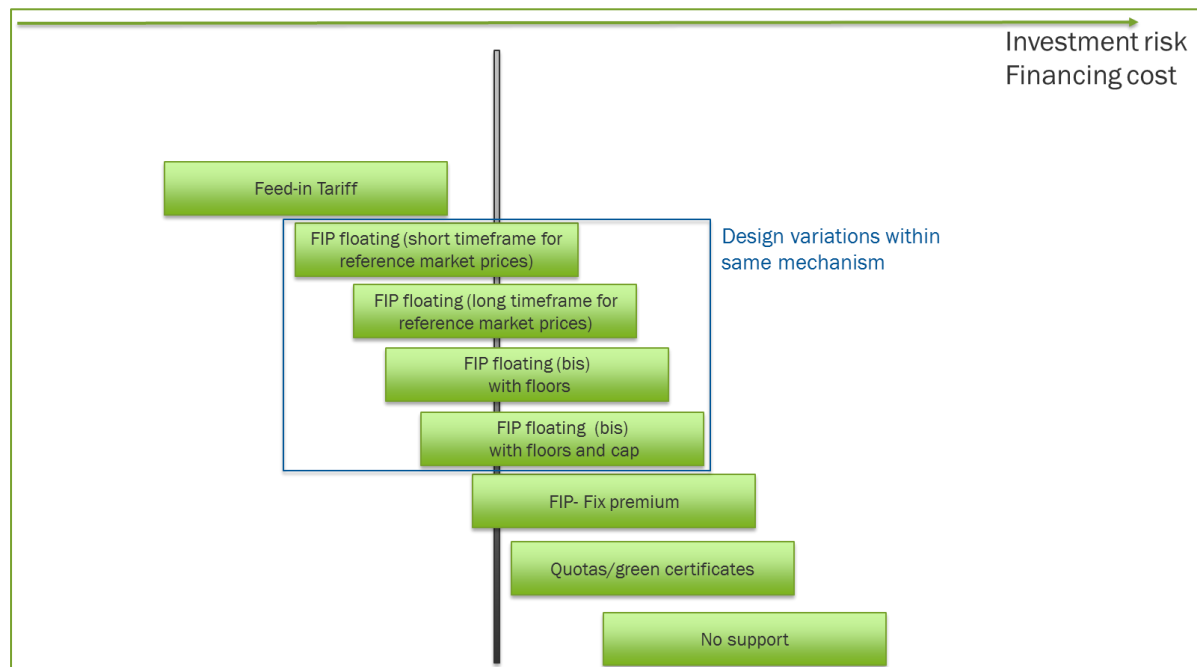 Investment risk
Financing cost
Feed-in Tariff
FIP floating (short timeframe for
reference market prices)
Design variations within
same mechanism
FIP floating (long timeframe for
reference market prices)
FIP floating (bis)
with floors
FIP floating (bis)
with floors and cap
FIP- Fix premium
Quotas/green certificates
No support